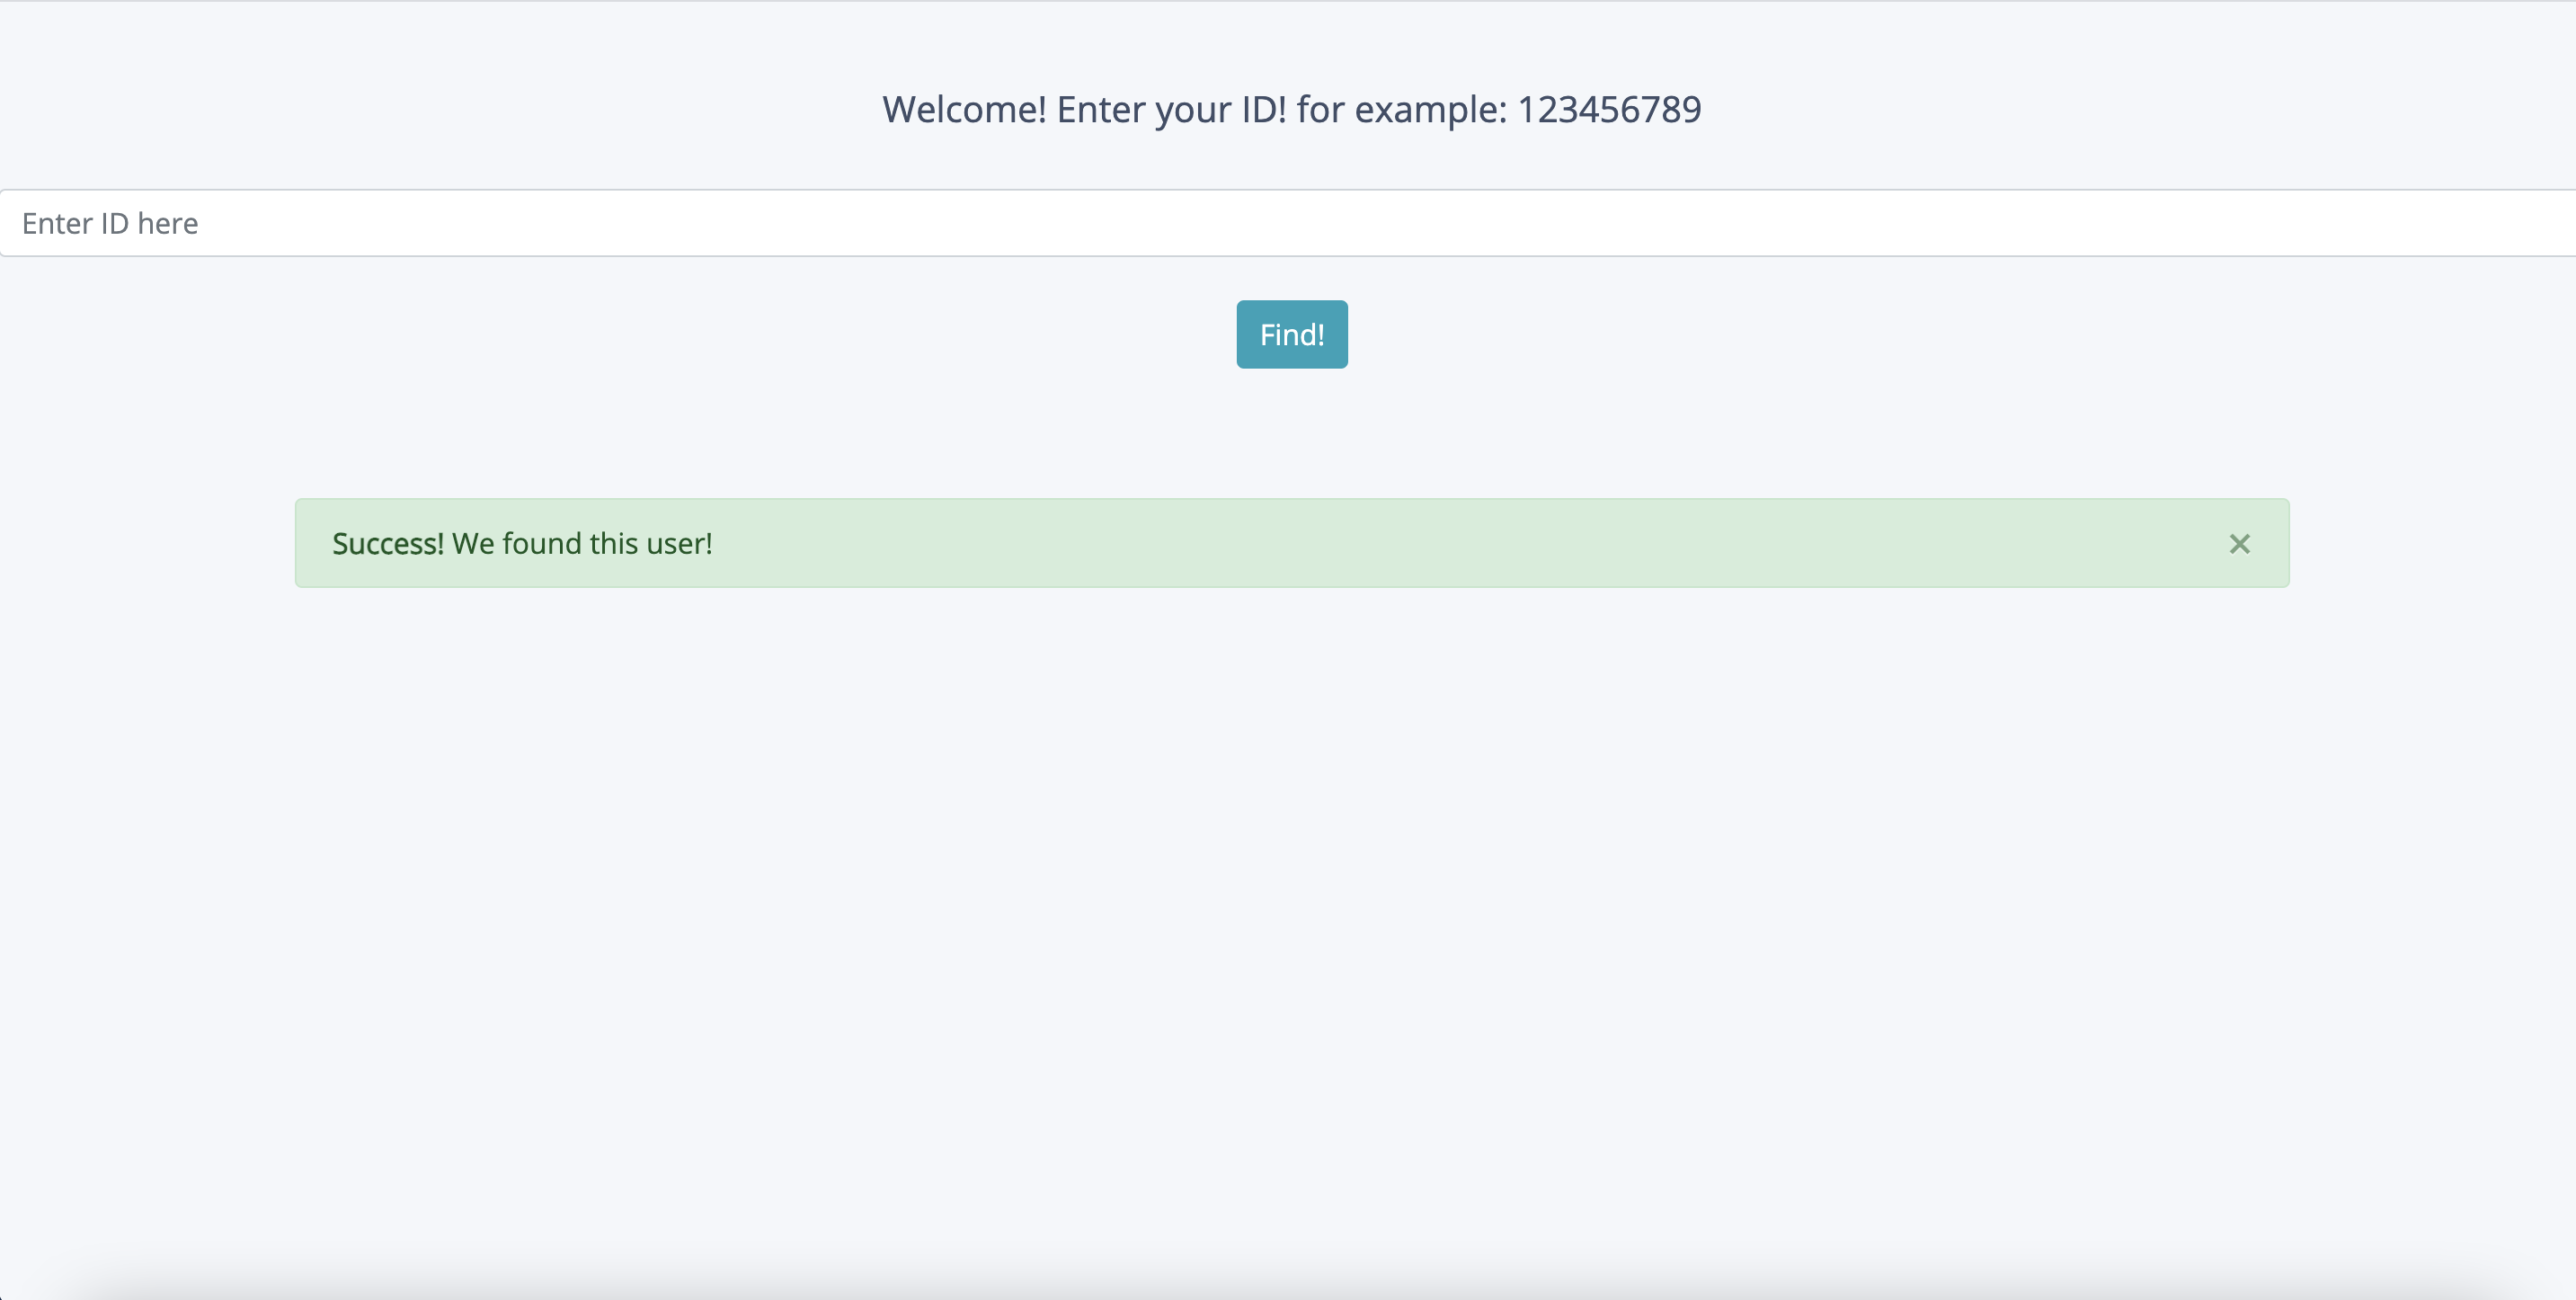 Welcome! Enter your ID! for example: 123456789
Enter ID here
Find!
Success! We found this user!
×